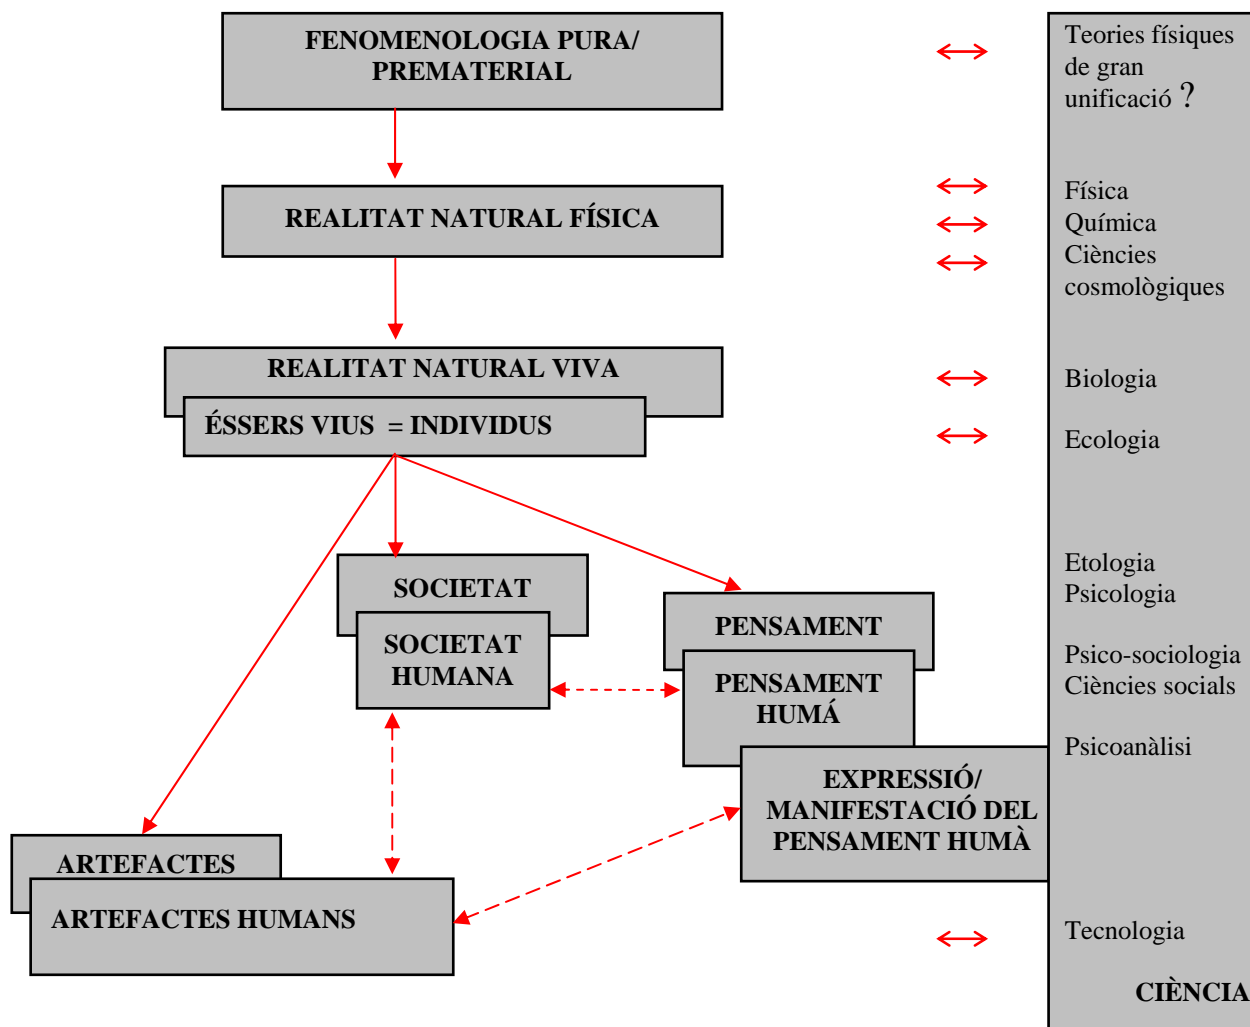 FENOMENOLOGIA PURA/
PREMATERIAL
Teories físiques
de gran
unificació ?
REALITAT NATURAL FÍSICA
Física
Química
Ciències
cosmològiques
REALITAT NATURAL VIVA
ÉSSERS VIUS = INDIVIDUS
Biologia
Ecologia
SOCIETAT
SOCIETAT
HUMANA
PENSAMENT
PENSAMENT
HUMÁ
EXPRESSIÓ/
MANIFESTACIÓ DEL
PENSAMENT HUMÀ
Etologia
Psicologia
Psico-sociologia
Ciències socials
Psicoanàlisi
ARTEFACTES
ARTEFACTES HUMANS
Tecnologia
CIÈNCIA